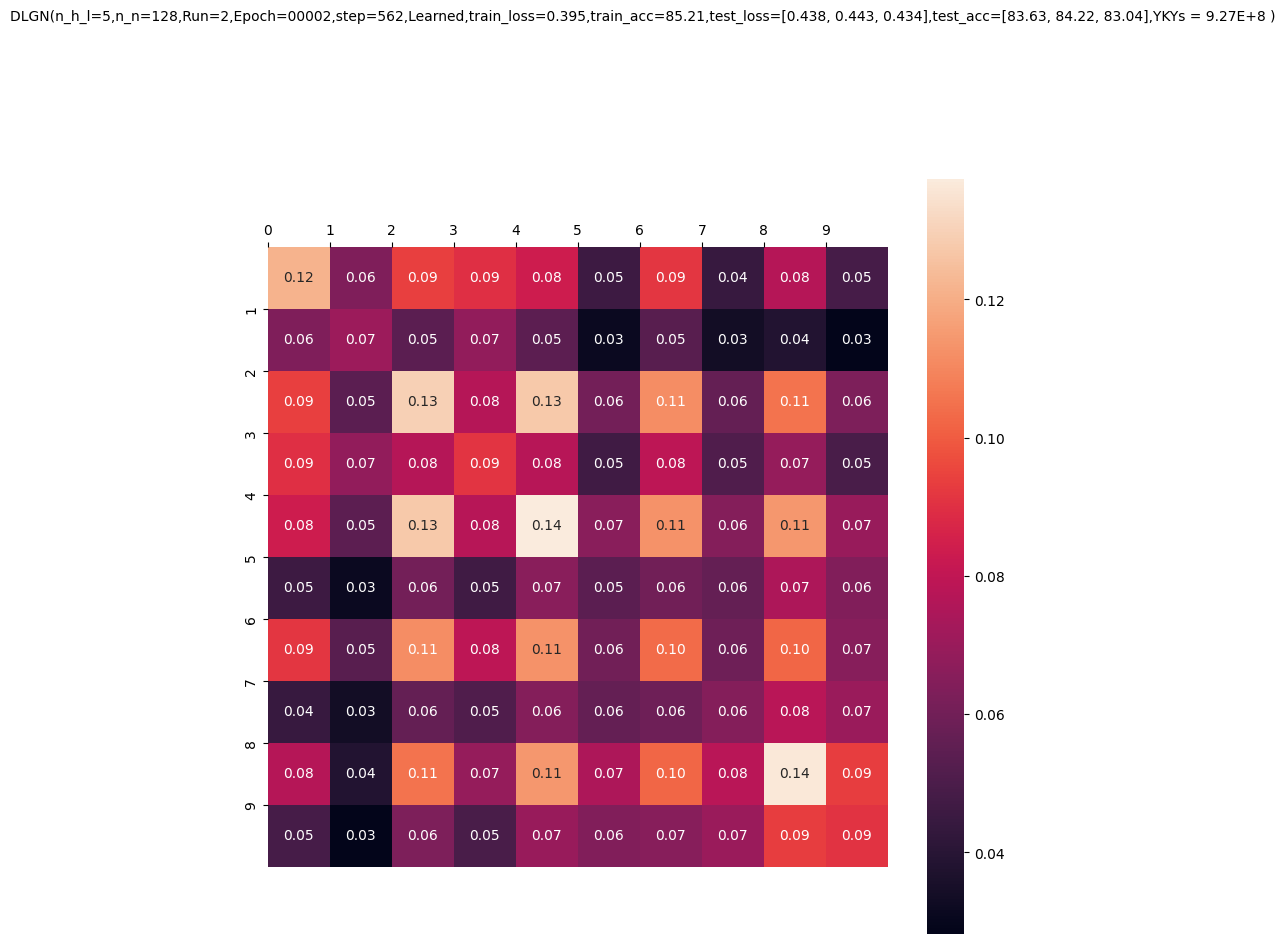 DLGN(n_h_l=5,n_n=128,Run=2,Epoch=00002,step=562,Learned,train_loss=0.395,train_acc=85.21,test_loss=[0.438, 0.443, 0.434],test_acc=[83.63, 84.22, 83.04],YKYs = 9.27E+8 )
0 1 2 3 4 5 6 7 8 9
0.12 0.06 0.09 0.09 0.08 0.05 0.09 0.04 0.08 0.05
1
0.06 0.07 0.05 0.07 0.05 0.03 0.05 0.03 0.04 0.03
2
0.09 0.05 0.13 0.08 0.13 0.06 0.11 0.06 0.11 0.06
3
0.09 0.07 0.08 0.09 0.08 0.05 0.08 0.05 0.07 0.05
4
0.08 0.05 0.13 0.08 0.14 0.07 0.11 0.06 0.11 0.07
5
0.05 0.03 0.06 0.05 0.07 0.05 0.06 0.06 0.07 0.06
6
0.09 0.05 0.11 0.08 0.11 0.06 0.10 0.06 0.10 0.07
7
0.04 0.03 0.06 0.05 0.06 0.06 0.06 0.06 0.08 0.07
8
0.08 0.04 0.11 0.07 0.11 0.07 0.10 0.08 0.14 0.09
9
0.05 0.03 0.06 0.05 0.07 0.06 0.07 0.07 0.09 0.09
0.12
0.10
0.08
0.06
0.04